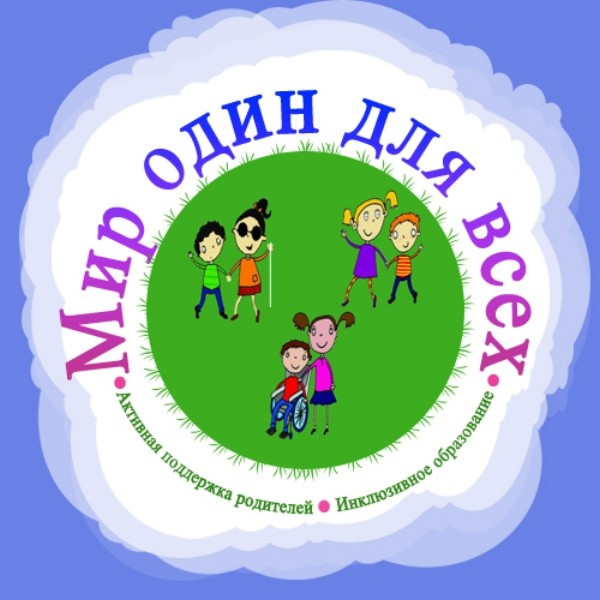 Мир один для всех
• Активная поддержка родителей • Инклюзивное образование •